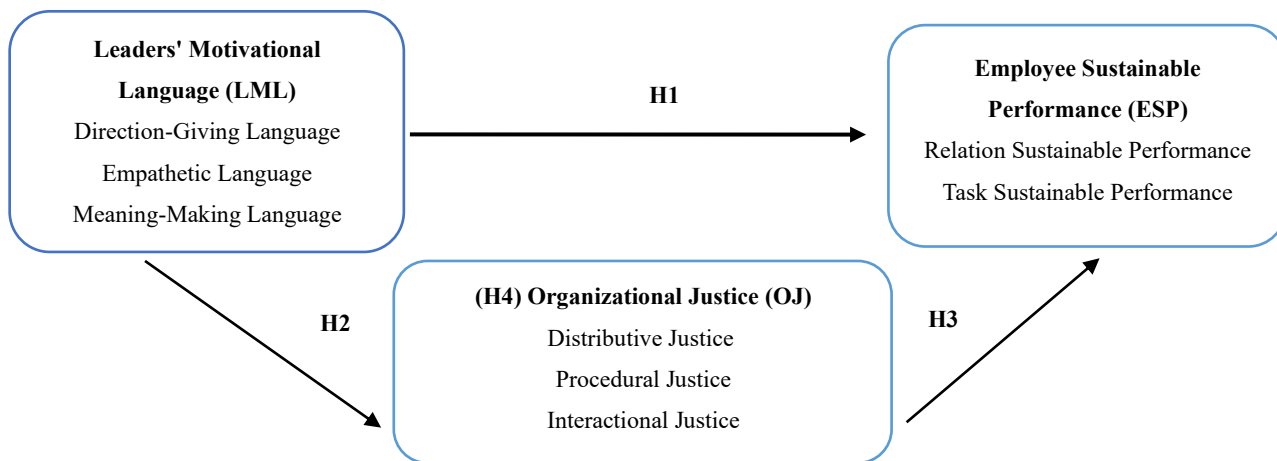 Leaders' Motivational
Language (LML)
Direction-Giving Language
Empathetic Language
Meaning-Making Language
H1
Employee Sustainable
Performance (ESP)
Relation Sustainable Performance
Task Sustainable Performance
H2
(H4) Organizational Justice (OJ)
Distributive Justice
Procedural Justice
Interactional Justice
H3